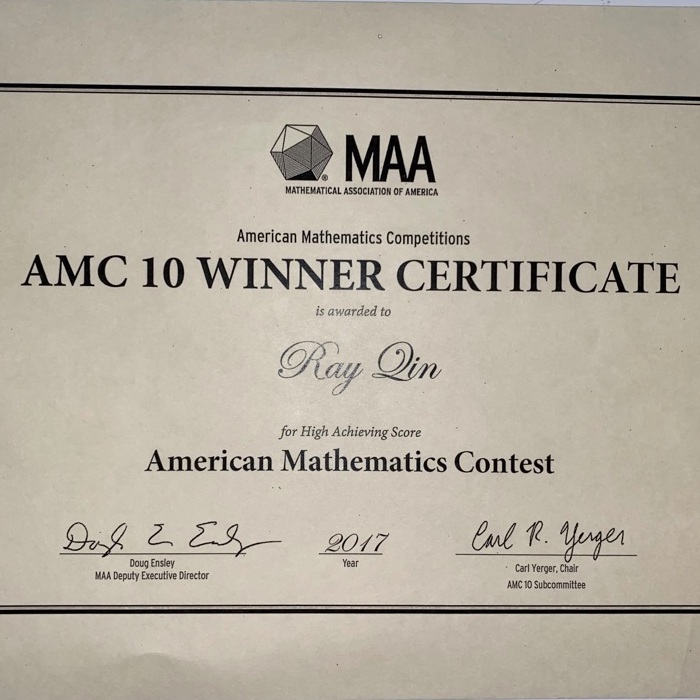 MAA
MATHEMATICAL ASSOCIATION OF AMERICA
American Mathematics Competitions
AMC 10 WINNER CERTIFICATE
is awarded to
Ray Qin
for High Achieving Score
American Mathematics Contest
2017
Carl R. Yerger
Doug Ensley
Year
Carl Yerger, Chair
MAA Deputy Executive Director
AMC 10 Subcommittee